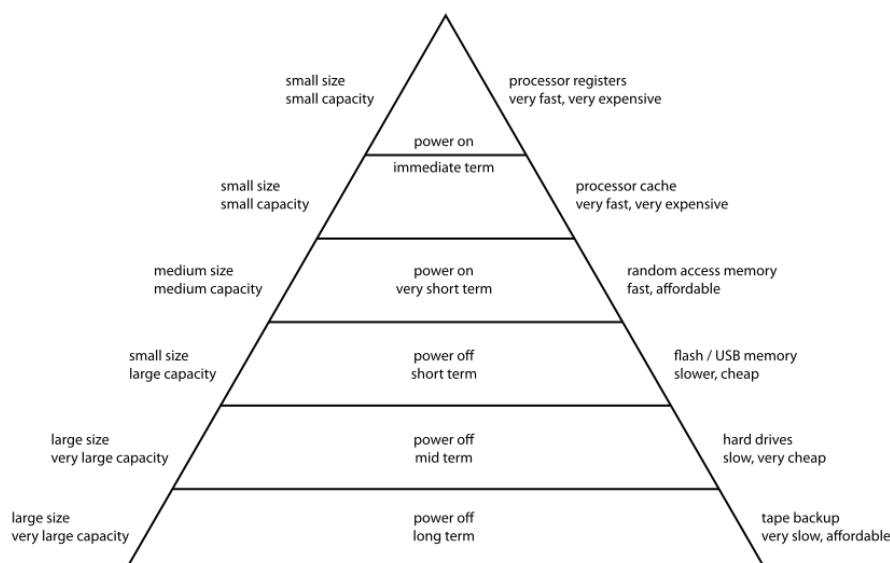 small size
small capacity
processor registers
very fast, very expensive
power on
immediate term
small size
small capacity
processor cache
very fast, very expensive
medium size
medium capacity
power on
very short term
random access memory
fast, affordable
small size
large capacity
power off
short term
flash / USB memory
slower, cheap
large size
very large capacity
power off
mid term
hard drives
slow, very cheap
large size
very large capacity
power off
long term
tape backup
very slow, affordable